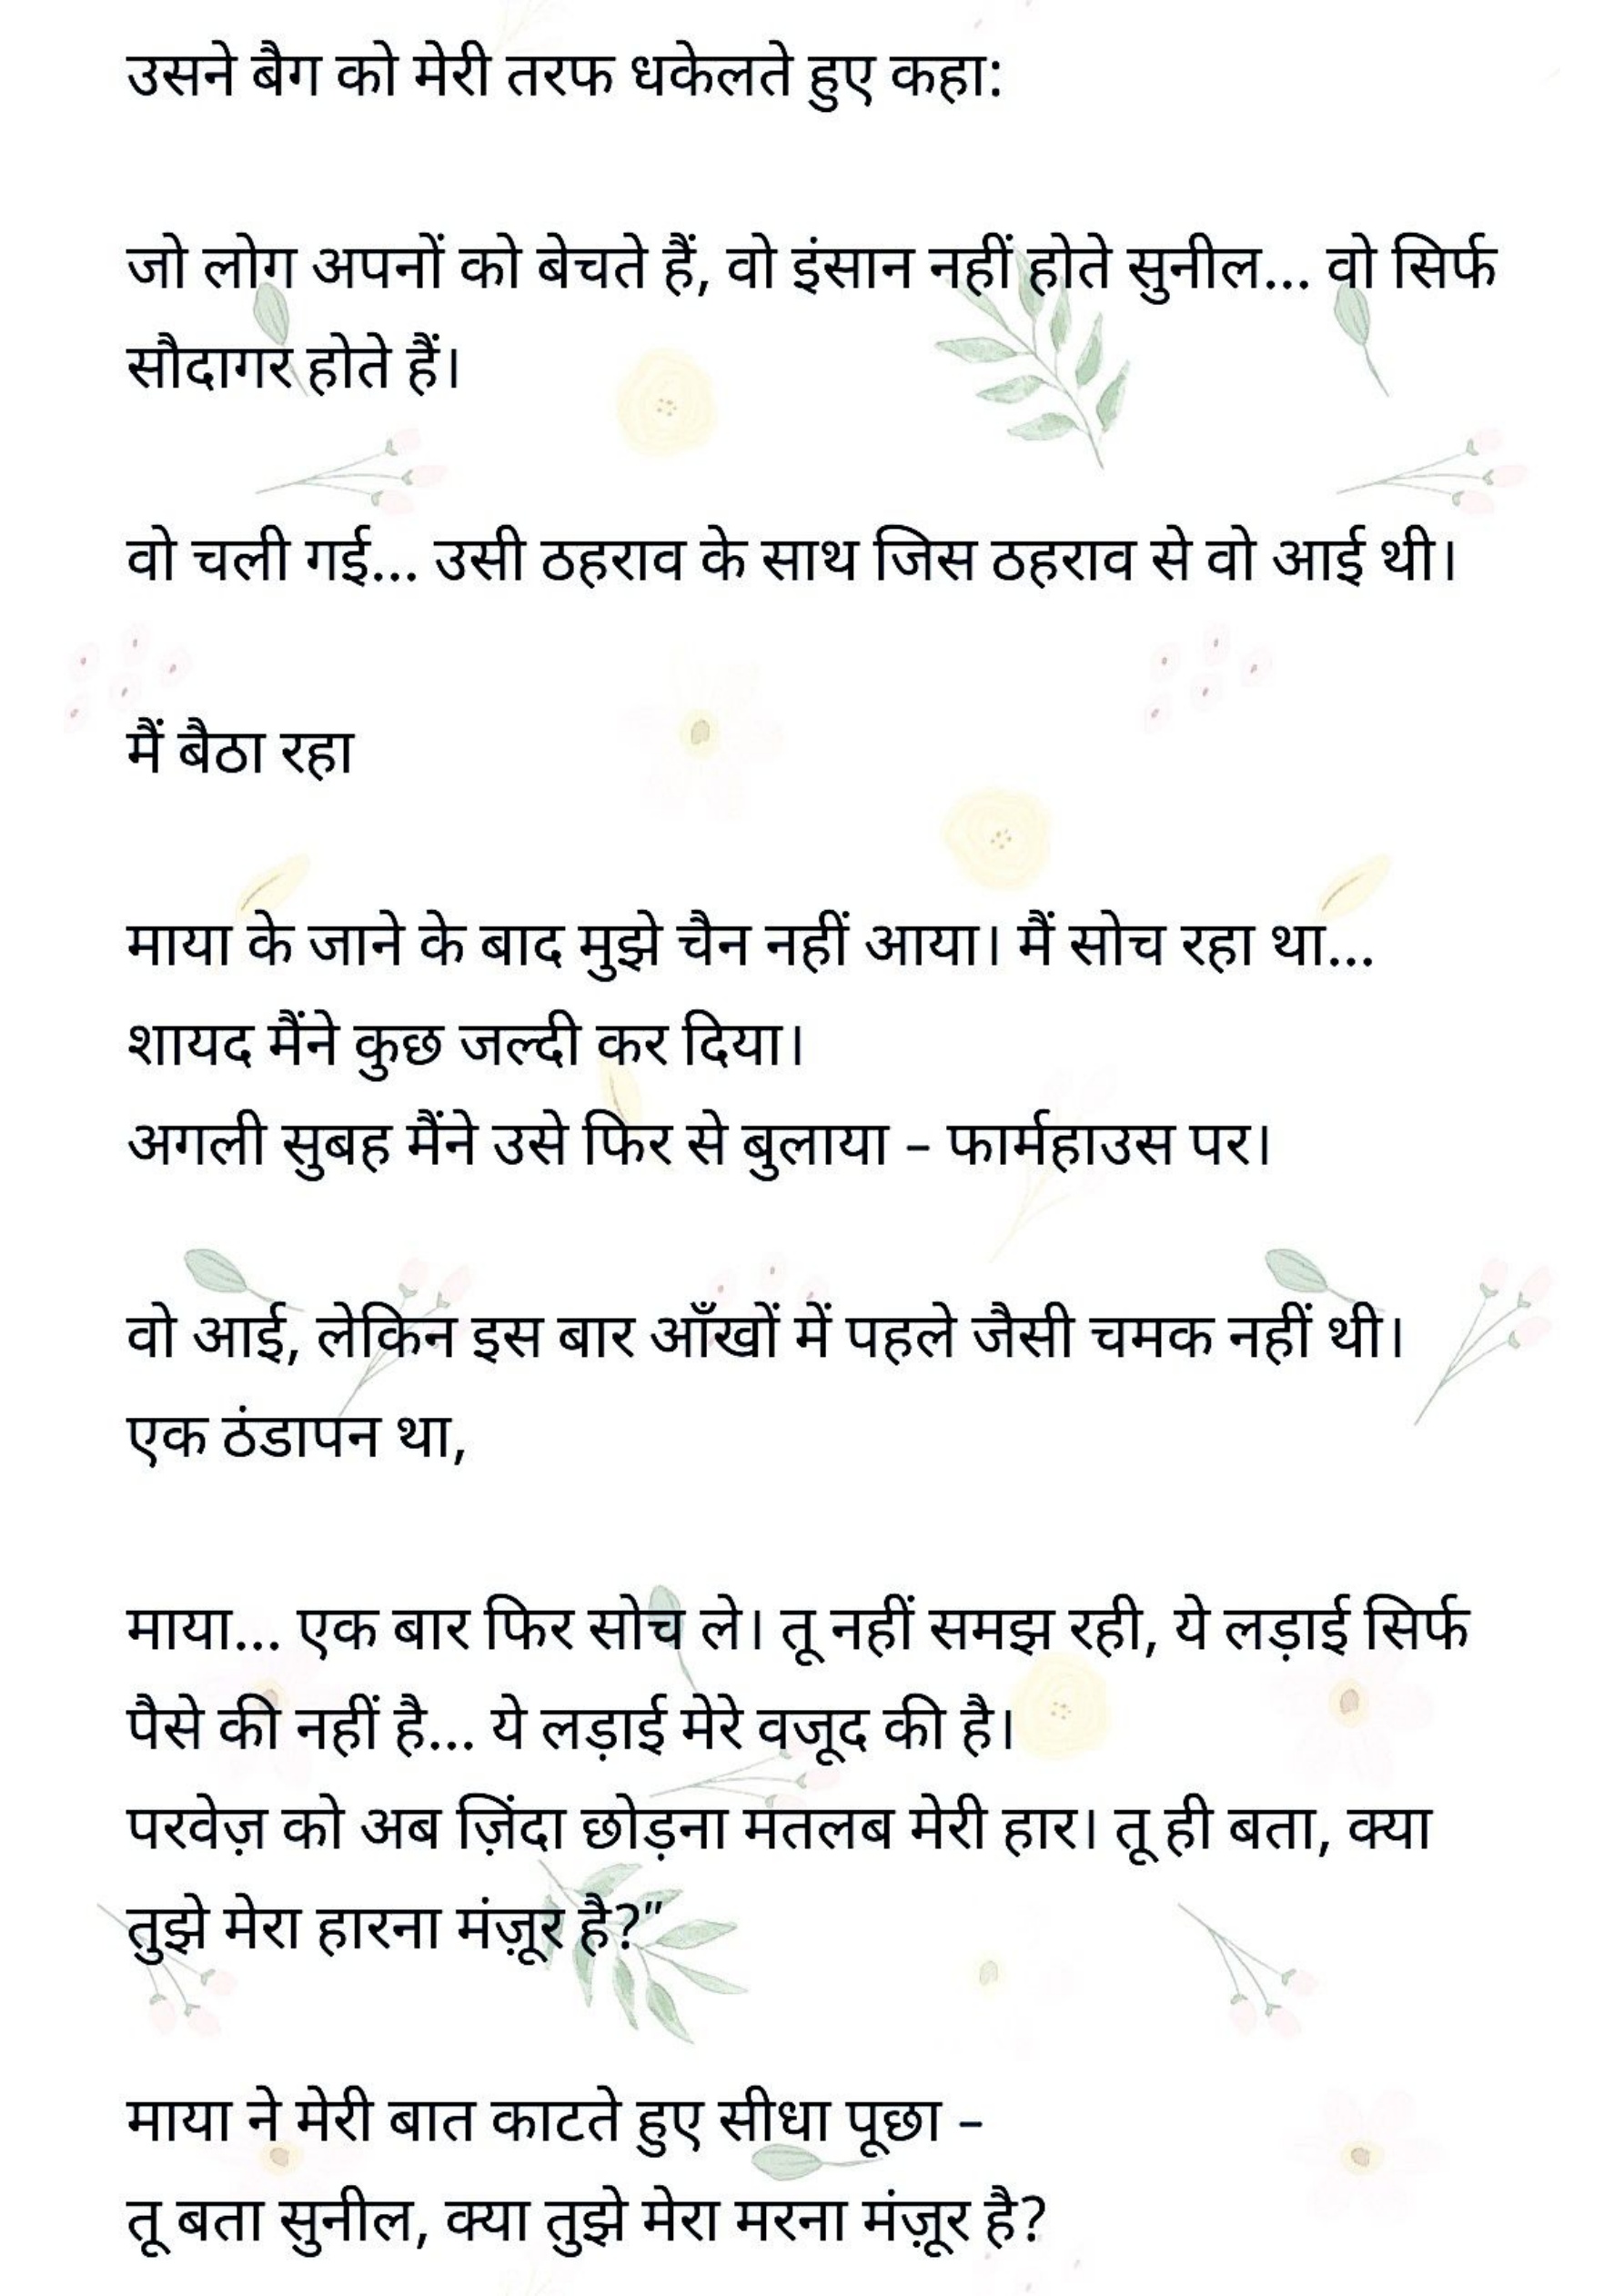 उसने बैग को मेरी तरफ धकेलते हुए कहा:
जो लोग अपनों को बेचते हैं, वो इंसान नहीं होते सुनील... वो सिर्फ
सौदागर होते हैं।
वो चली गई... उसी ठहराव के साथ जिस ठहराव से वो आई थी।
मैं बैठा रहा
माया के जाने के बाद मुझे चैन नहीं आया। मैं सोच रहा था...
शायद मैंने कुछ जल्दी कर दिया।
अगली सुबह मैंने उसे फिर से बुलाया – फार्महाउस पर।
वो आई, लेकिन इस बार आँखों में पहले जैसी चमक नहीं थी।
एक ठंडापन था,
माया... एक बार फिर सोच ले। तू नहीं समझ रही, ये लड़ाई सिर्फ
पैसे की नहीं है... ये लड़ाई मेरे वजूद की है।
परवेज़ को अब ज़िंदा छोड़ना मतलब मेरी हार। तू ही बता, क्या
तुझे मेरा हारना मंज़ूर है?"
माया ने मेरी बात काटते हुए सीधा पूछा –
तू बता सुनील, क्या तुझे मेरा मरना मंज़ूर है?